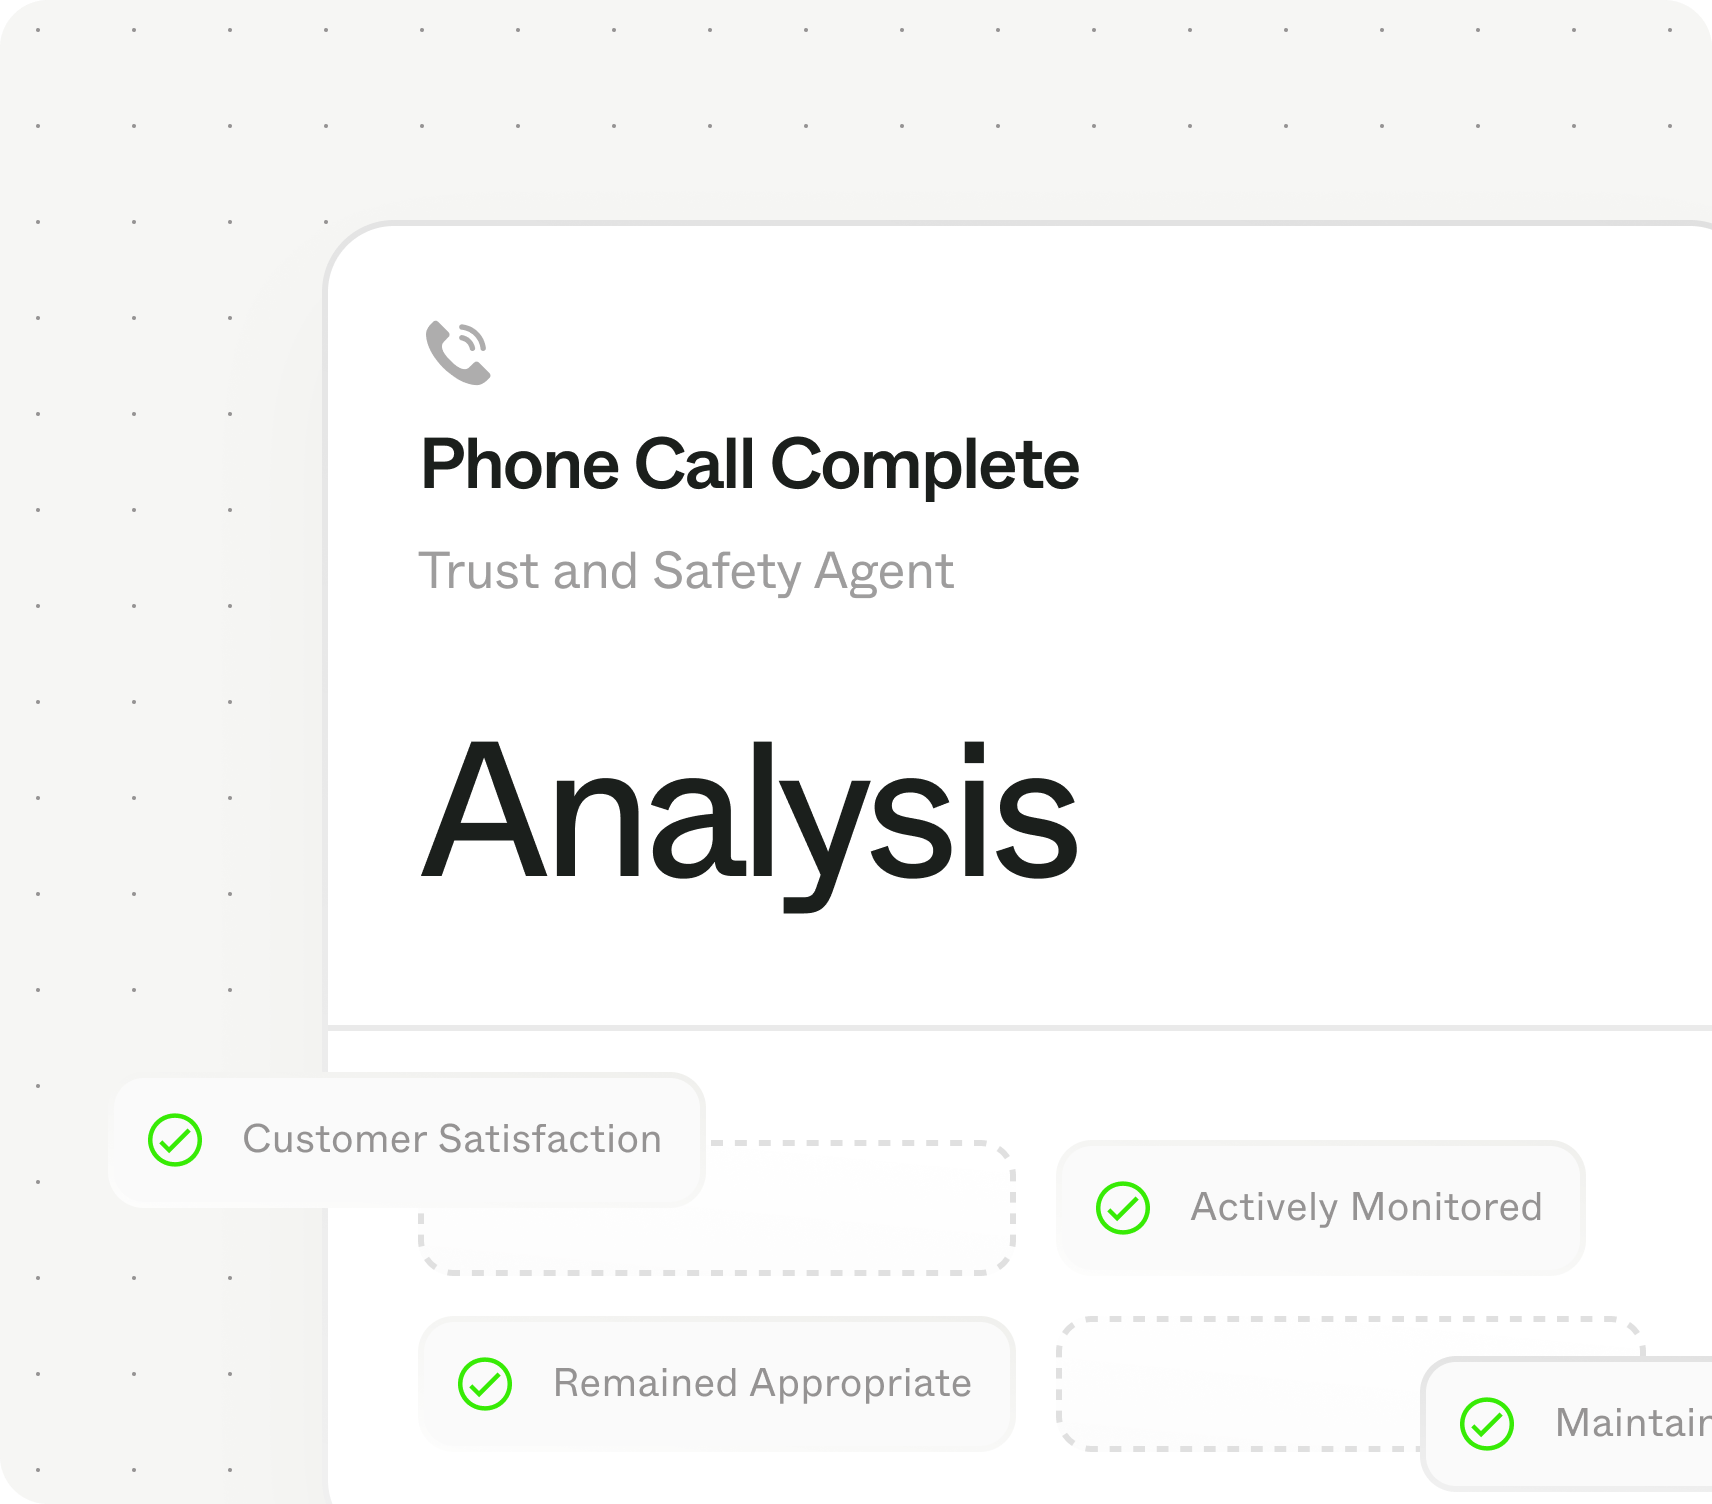 Phone Call Complete
Trust and Safety Agent
Analysis
Customer Satisfaction
Actively Monitored
Remained Appropriate